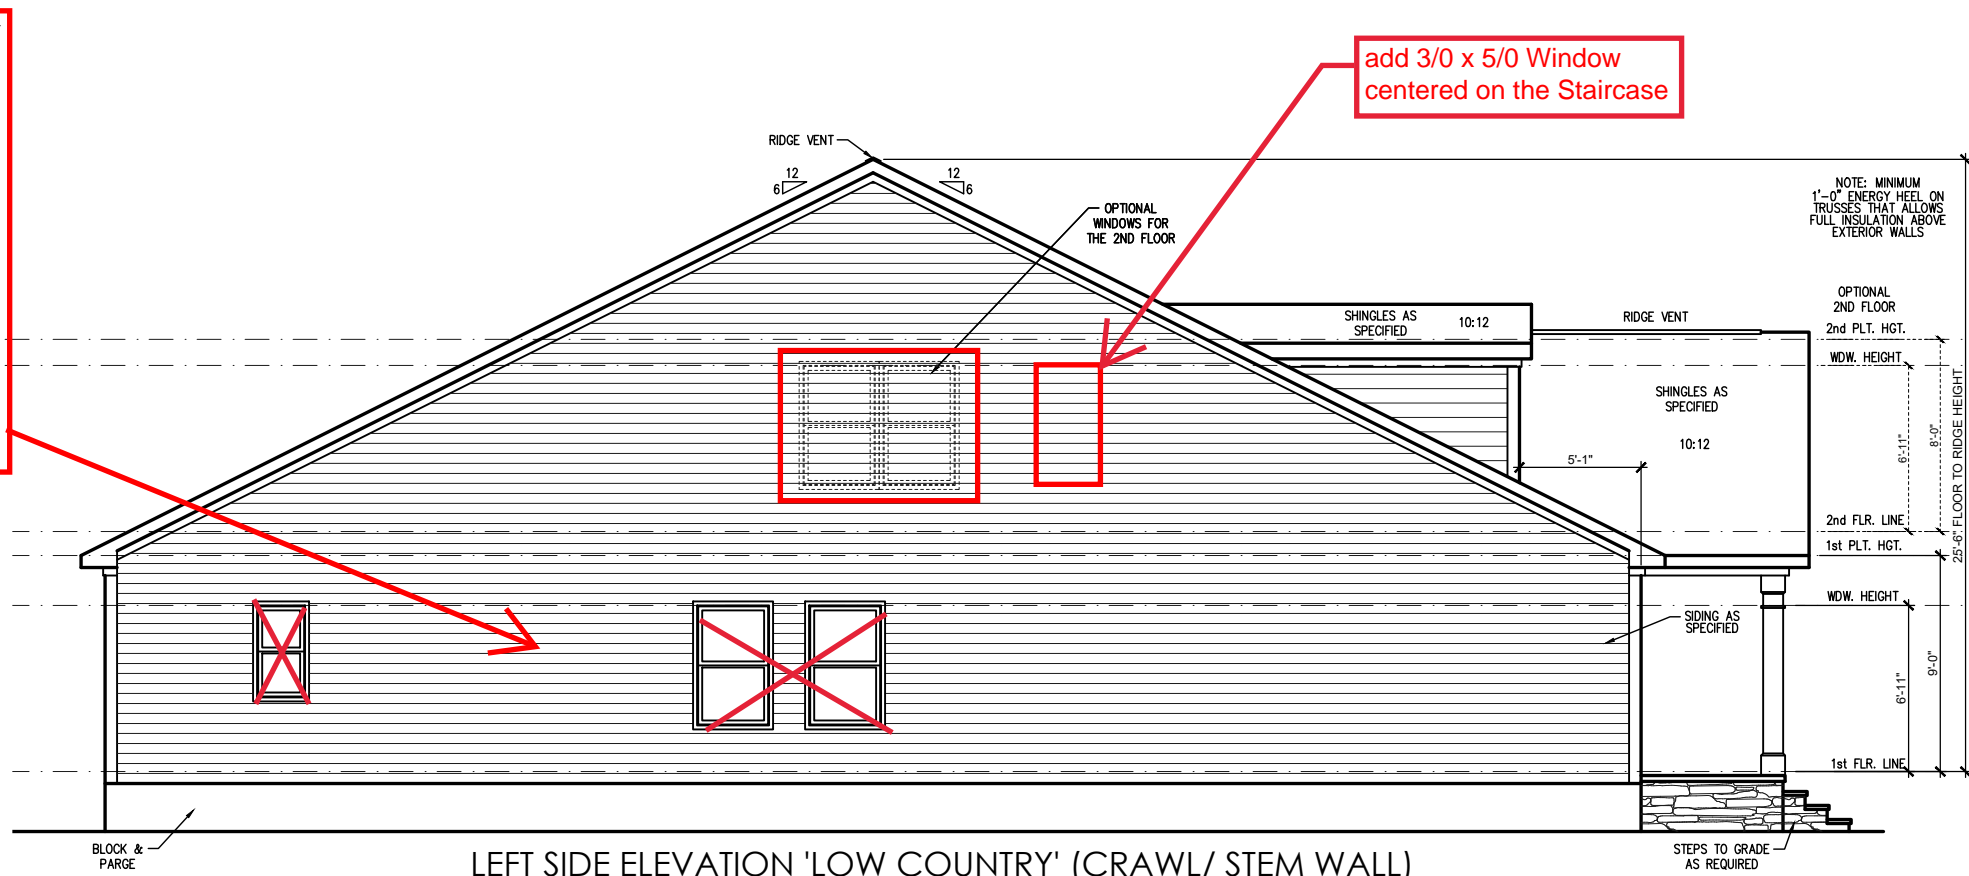 add 3/0 x 5/0 Window
centered on the Staircase
RIDGE VENT
12
6
12
6
OPTIONAL
WINDOWS FOR
THE 2ND FLOOR
NOTE: MINIMUM
1'-0" ENERGY HEEL ON
TRUSSES THAT ALLOWS
FULL INSULATION ABOVE
EXTERIOR WALLS
OPTIONAL
2ND FLOOR
2nd PLT. HGT.
WDW. HEIGHT
SHINGLES AS
SPECIFIED
10:12
RIDGE VENT
SHINGLES AS
SPECIFIED
10:12
5'-1"
6'-11"
8'-0"
25'-6" FLOOR TO RIDGE HEIGHT
2nd FLR. LINE
1st PLT. HGT.
WDW. HEIGHT
SIDING AS
SPECIFIED
6'-11"
9'-0"
1st FLR. LINE
BLOCK &
PARGE
STEPS TO GRADE
AS REQUIRED
LEFT SIDE ELEVATION 'LOW COUNTRY' (CRAWL/ STEM WALL)